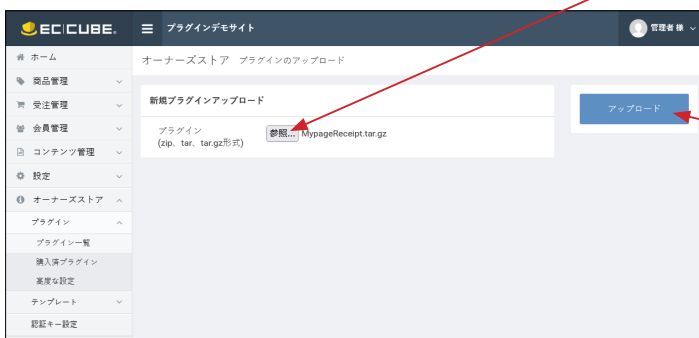 EC CUBE.
プラグインデモサイト
管理者 様
ホーム
商品管理
受注管理
会員管理
コンテンツ管理
設定
オーナーズストア
プラグイン
プラグイン一覧
購入済プラグイン
高度な設定
テンプレート
認証キー設定
オーナーズストア プラグインのアップロード
新規プラグインアップロード
プラグイン
(zip、tar、tar.gz形式)
参照... MypageReceipt.tar.gz
アップロード